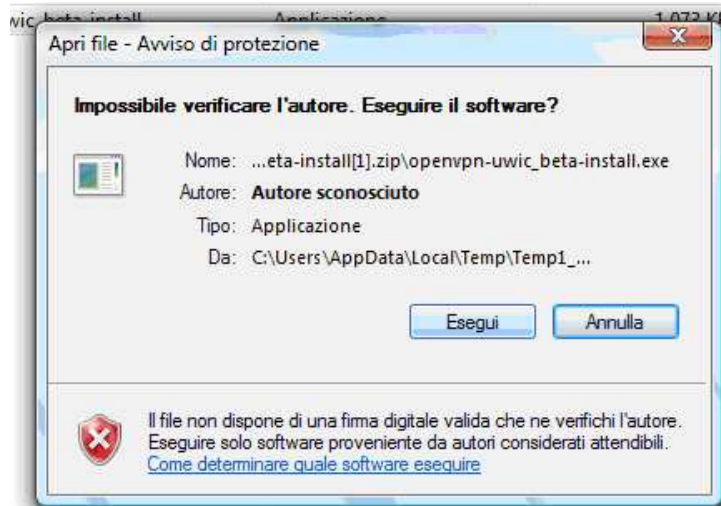 Applicazione
Apri file - Avviso di protezione
Impossibile verificare l'autore. Eseguire il software?
Nome: ...eta-install[1].zip\openvpn-uwic_beta-install.exe
Autore: Autore sconosciuto
Tipo: Applicazione
Da: C:\Users\AppData\Local\Temp\Temp1_...
Esegui Annulla
Il file non dispone di una firma digitale valida che ne verifichi l'autore.
Eseguire solo software proveniente da autori considerati attendibili.
Come determinare quale software eseguire